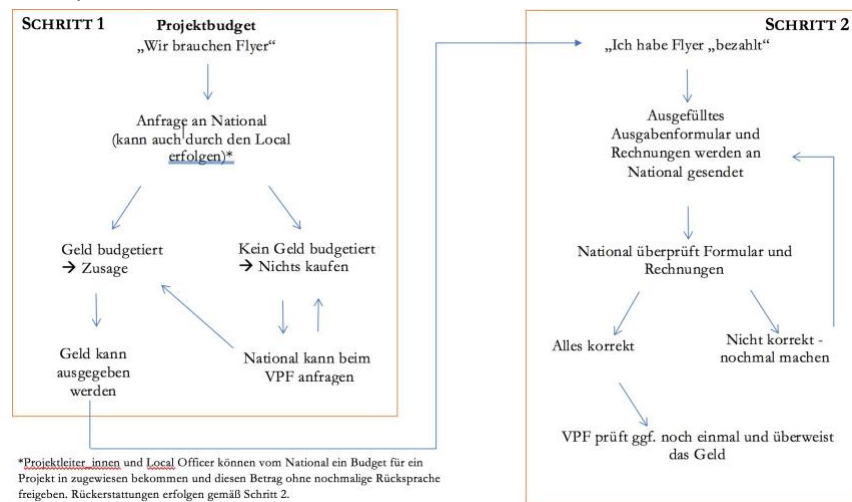 SCHRITT 1
Projektbudget
„Wir brauchen Flyer“
Anfrage an National
(kann auch durch den Local
erfolgen)*
Geld budgetiert
→ Zusage
Kein Geld budgetiert
→ Nichts kaufen
Geld kann
ausgegeben
werden
National kann beim
VPF anfragen
*Projektleiter_innen und Local Officer können vom National ein Budget für ein
Projekt in zugewiesen bekommen und diesen Betrag ohne nochmalige Rücksprache
freigeben. Rückerstattungen erfolgen gemäß Schritt 2.
SCHRITT 2
„Ich habe Flyer „bezahlt“
Ausgefülltes
Ausgabenformular und
Rechnungen werden an
National gesendet
National überprüft Formular und
Rechnungen
Alles korrekt
Nicht korrekt -
nochmal machen
VPF prüft ggf. noch einmal und überweist
das Geld